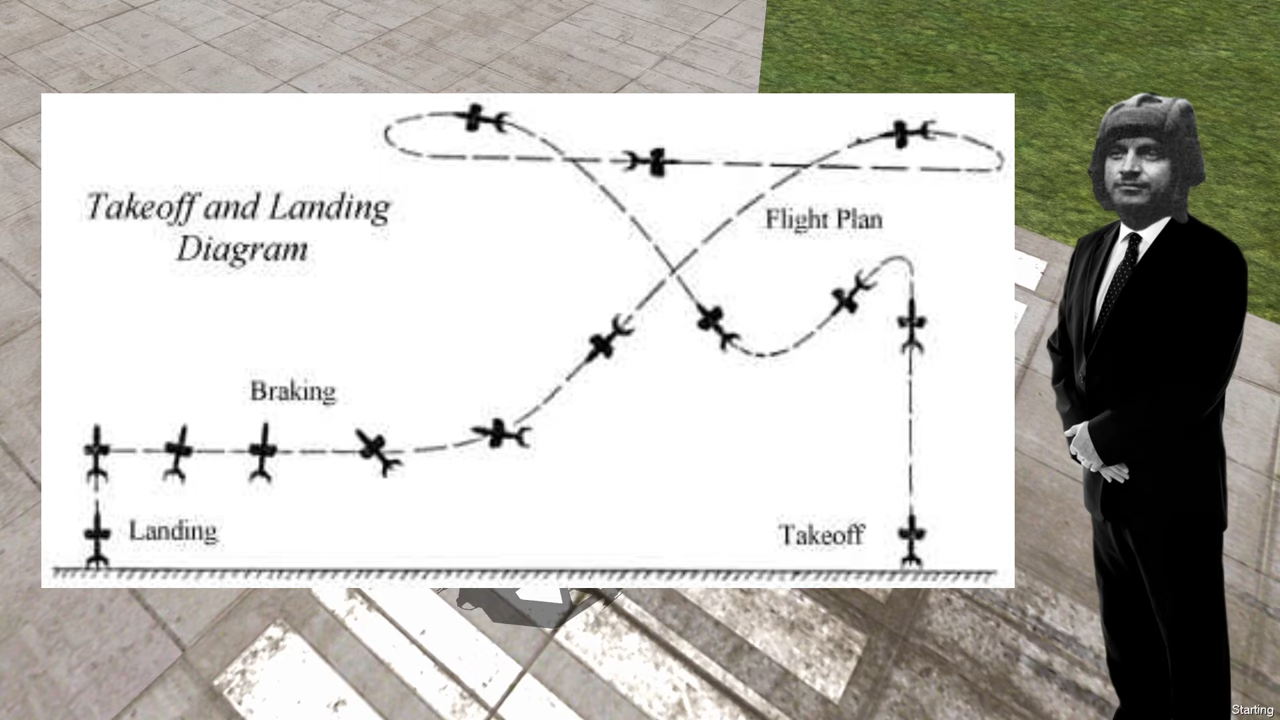 Takeoff and Landing
Diagram
Flight Plan
Braking
Landing
Takeoff
Starting